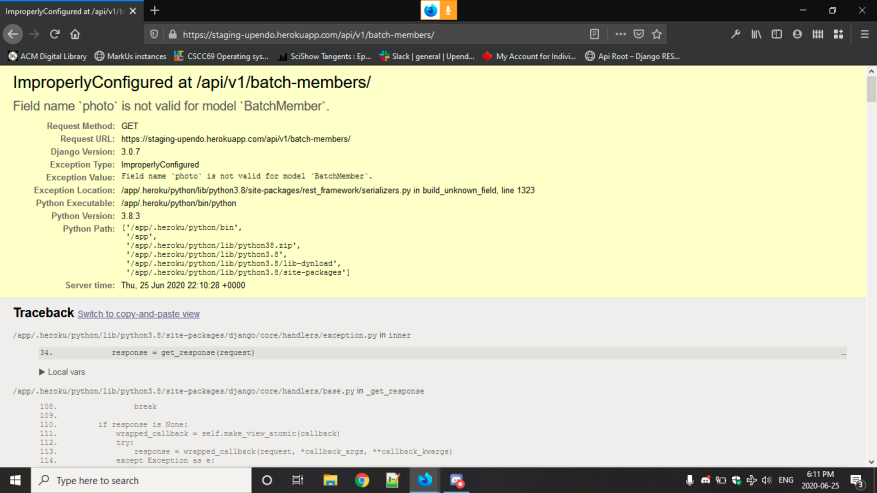 ImproperlyConfigured at /api/v1/b
https://staging-upendo.herokuapp.com/api/v1/batch-members/
ACM Digital Library
MarkUs instances
CSCC69 Operating sys...
SciShow Tangents : Ep...
Slack | general | Upend...
My Account for Indivi...
Api Root – Django RES...
ImproperlyConfigured at /api/v1/batch-members/
Field name `photo` is not valid for model `BatchMember`.
Request Method: GET
Request URL: https://staging-upendo.herokuapp.com/api/v1/batch-members/
Django Version: 3.0.7
Exception Type: ImproperlyConfigured
Exception Value: Field name `photo` is not valid for model `BatchMember`.
Exception Location: /app/.heroku/python/lib/python3.8/site-packages/rest_framework/serializers.py in build_unknown_field, line 1323
Python Executable: /app/.heroku/python/bin/python
Python Version: 3.8.3
Python Path: ['/app/.heroku/python/bin',
'/app',
'/app/.heroku/python/lib/python38.zip',
'/app/.heroku/python/lib/python3.8',
'/app/.heroku/python/lib/python3.8/lib-dynload',
'/app/.heroku/python/lib/python3.8/site-packages']
Server time: Thu, 25 Jun 2020 22:10:28 +0000
Traceback Switch to copy-and-paste view
/app/.heroku/python/lib/python3.8/site-packages/django/core/handlers/exception.py in inner
34. response = get_response(request) …
▶ Local vars
/app/.heroku/python/lib/python3.8/site-packages/django/core/handlers/base.py in _get_response
108. break
109.
110. if response is None:
111. wrapped_callback = self.make_view_atomic(callback)
112. try:
113. response = wrapped_callback(request, *callback_args, **callback_kwargs)
114. except Exception as e:
Type here to search
ENG
6:11 PM
2020-06-25
3